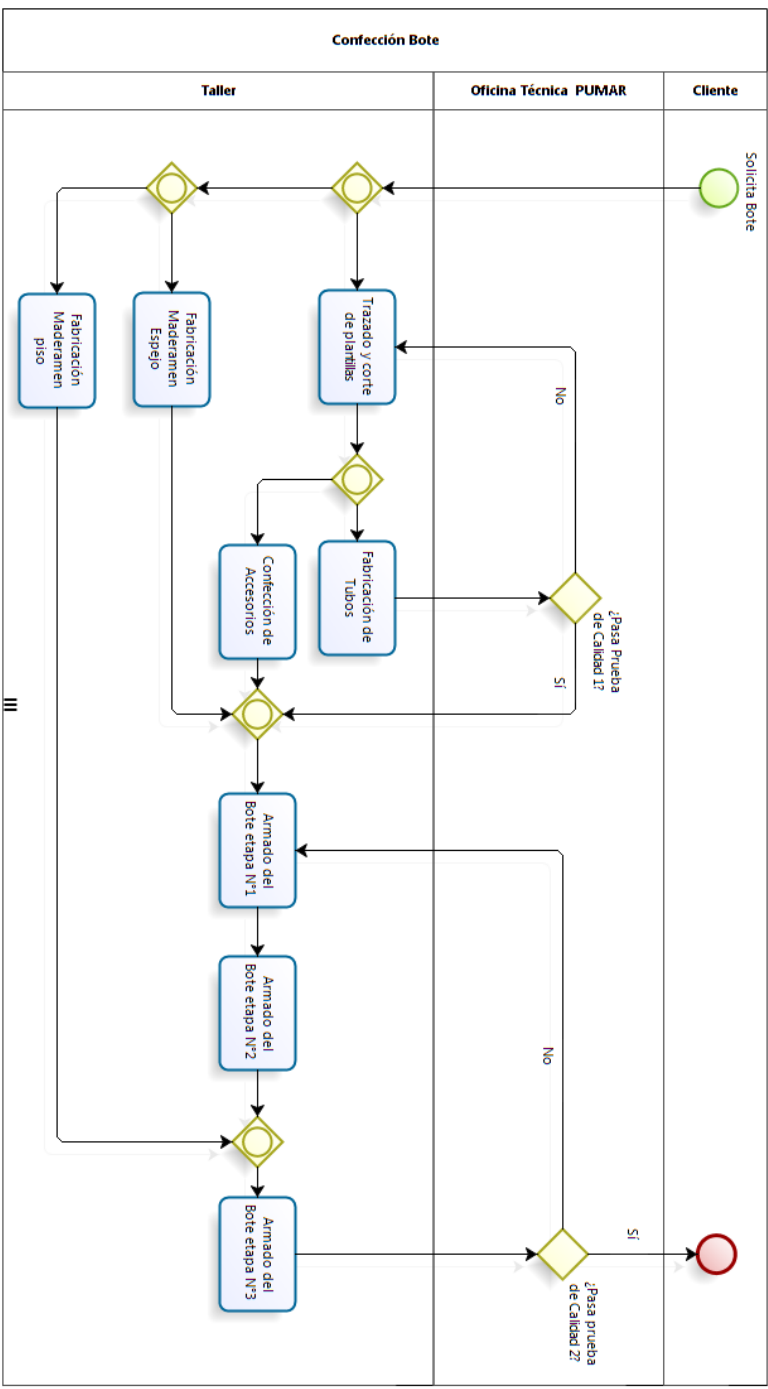 Confección Bote
Taller
Oficina Técnica PUMAR
Cliente
Solicita Bote
Fabricación
Maderamen
piso
Fabricación
Maderamen
Espejo
Trazado y corte
de plantillas
No
Confección de
Accesorios
Fabricación de
Tubos
¿Pasa Prueba
de Calidad 1?
Sí
Armado del
Bote etapa N°1
Armado del
Bote etapa N°2
No
Armado del
Bote etapa N°3
Sí
¿Pasa prueba
de Calidad 2?